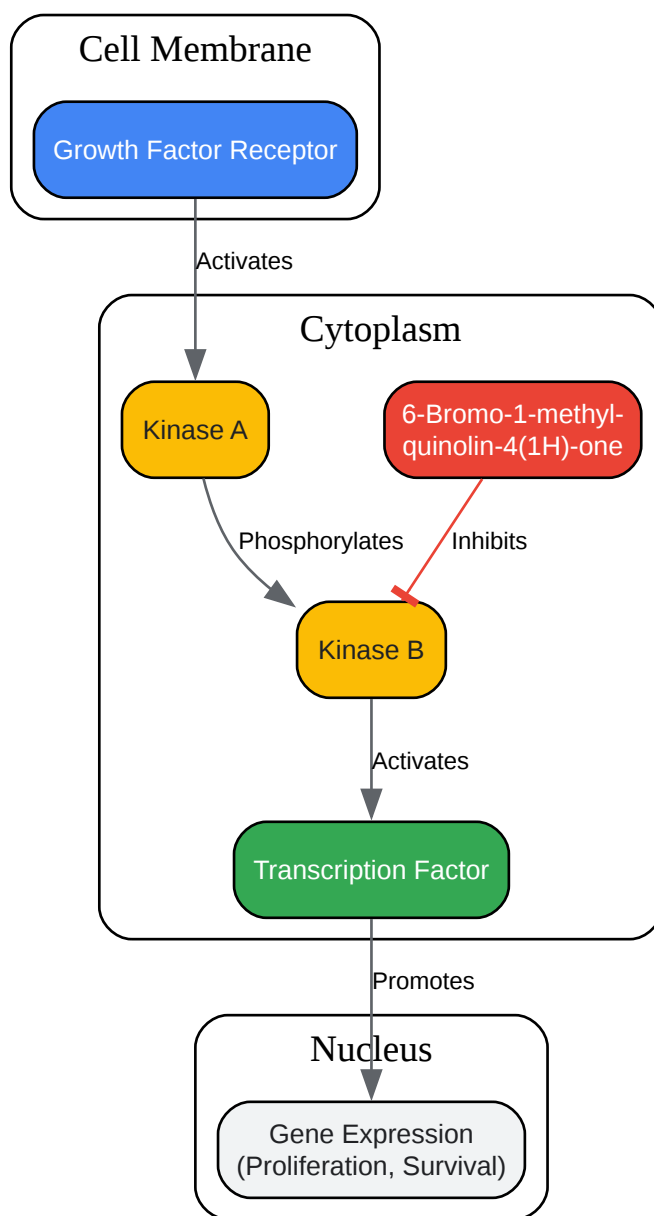 Cell Membrane
Growth Factor Receptor
Activates
Cytoplasm
Kinase A
6-Bromo-1-methyl-
quinolin-4(1H)-one
Phosphorylates
Inhibits
Kinase B
Activates
Transcription Factor
Promotes
Nucleus
Gene Expression
(Proliferation, Survival)